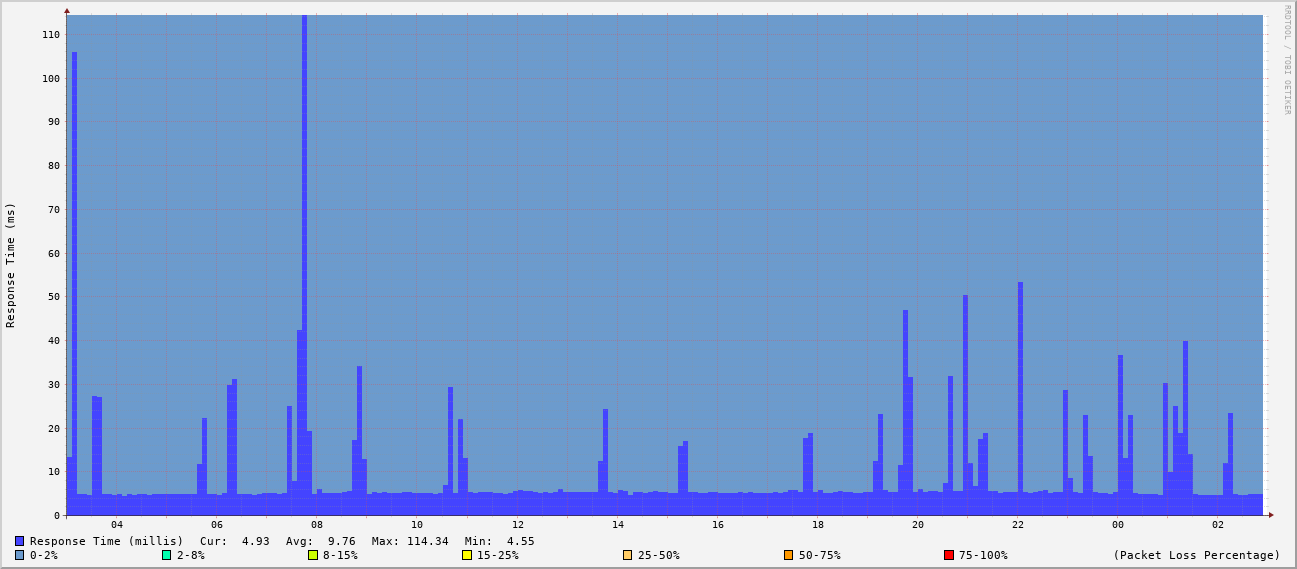 RRDTOOL / TOBI OETIKER
Response Time (ms)
110
100
90
80
70
60
50
40
30
20
10
0
04 06 08 10 12 14 16 18 20 22 00 02
Response Time (millis) Cur: 4.93 Avg: 9.76 Max: 114.34 Min: 4.55
0-2% 2-8% 8-15% 15-25% 25-50% 50-75% 75-100% (Packet Loss Percentage)